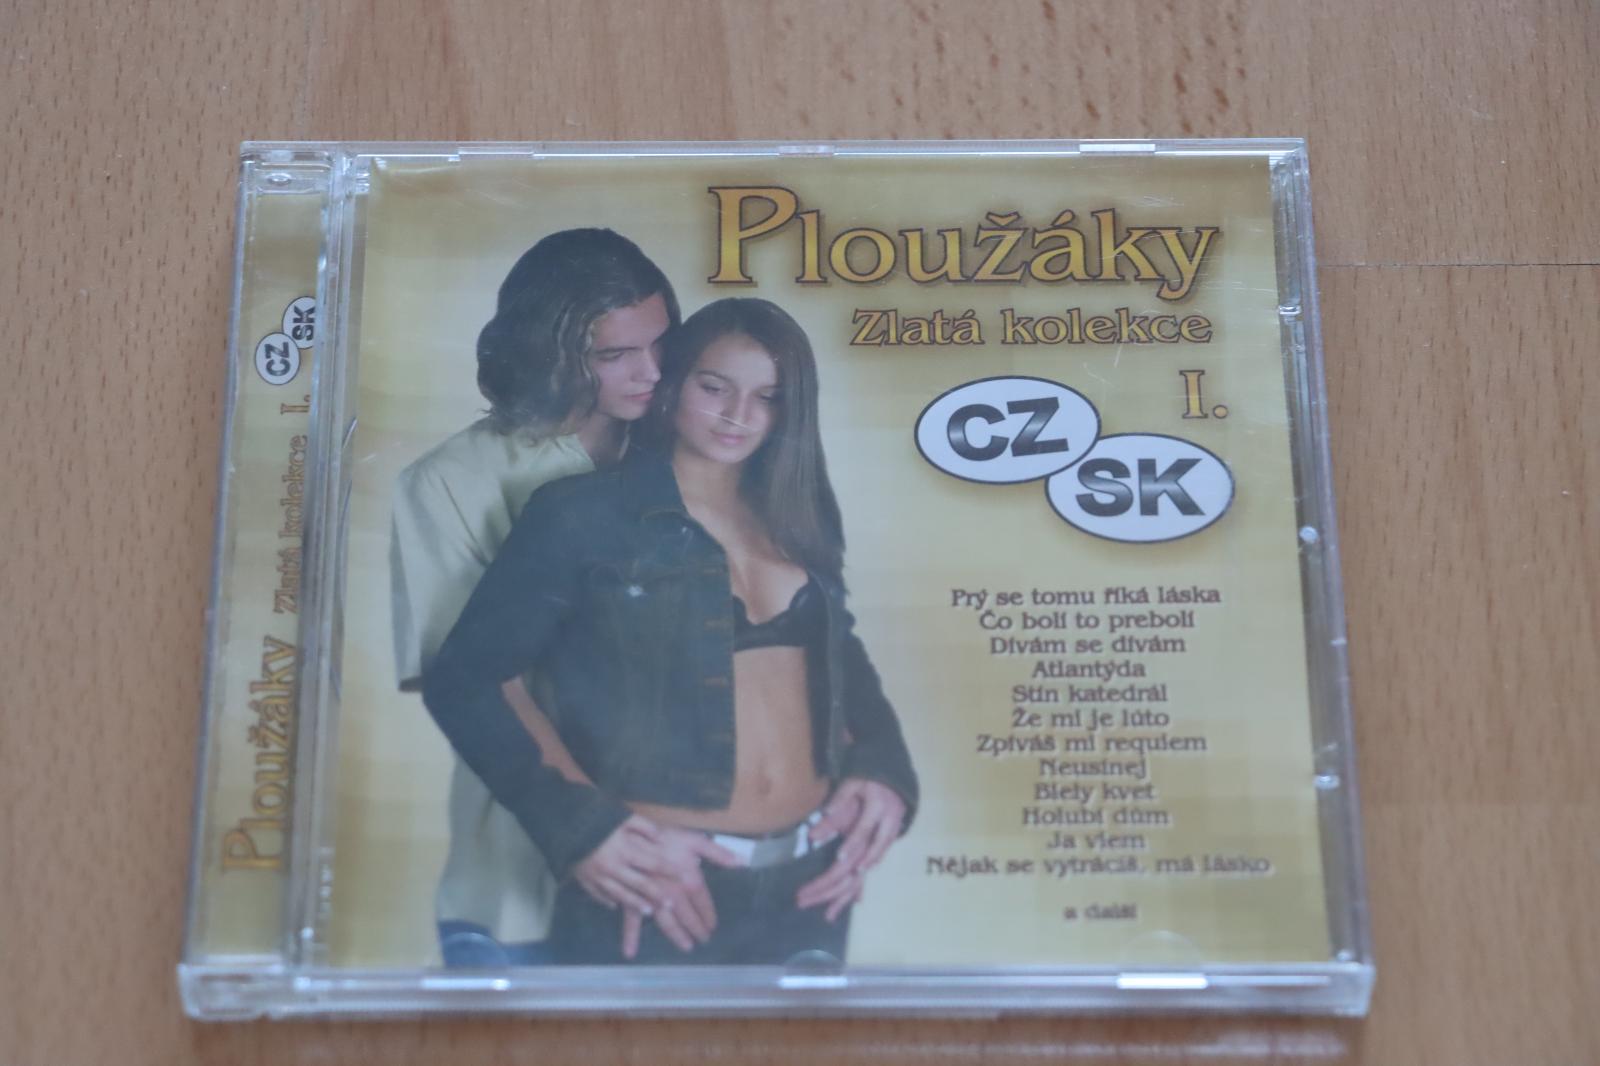 Ploužáky
Zlatá kolekce
I.
CZ
SK
Prý se tomu říká láska
Čo bolí to prebolí
Dívám se dívám
Atlantýda
Stín katedrál
Že mi je lúto
Zpíváš mi requiem
Neusínej
Biely kvet
Holubí dům
Ja viem
Nějak se vytrácíš, má lásko
a další
Ploužáky Zlatá kolekce I. CZ SK